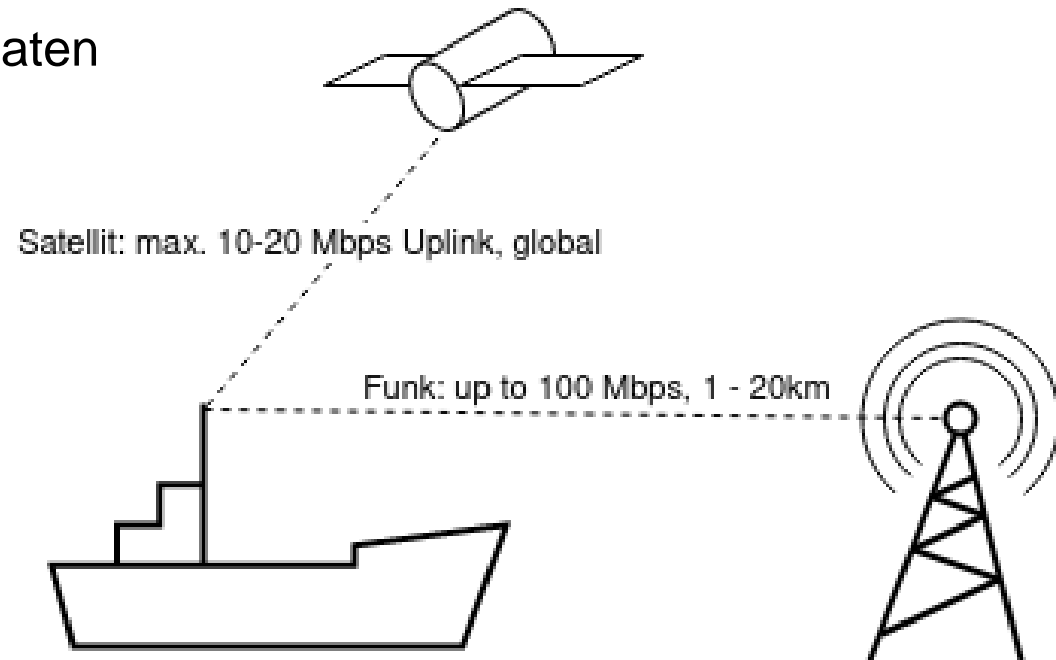 aten
Satellit: max. 10-20 Mbps Uplink, global
Funk: up to 100 Mbps, 1 - 20km